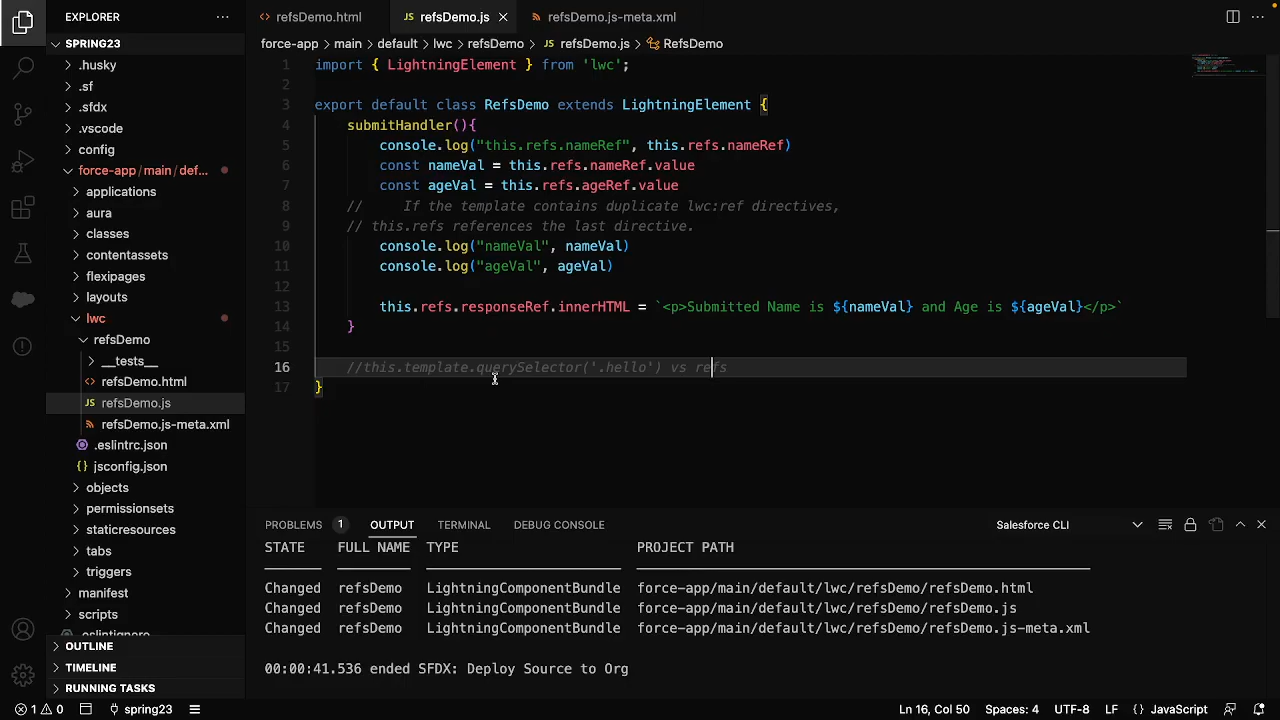 EXPLORER
SPRING23
.husky
.sf
.sfdx
.vscode
config
force-app/main/def...
applications
aura
classes
contentassets
flexipages
layouts
lwc
refsDemo
__tests__
refsDemo.html
JS refsDemo.js
refsDemo.js-meta.xml
.eslintrc.json
{} jsconfig.json
objects
permissionsets
staticresources
tabs
triggers
manifest
scripts
.eslintignore
OUTLINE
TIMELINE
RUNNING TASKS
refsDemo.html JS refsDemo.js refsDemo.js-meta.xml
force-app > main > default > lwc > refsDemo > JS refsDemo.js > RefsDemo
1 import { LightningElement } from 'lwc';
2
3 export default class RefsDemo extends LightningElement {
4 submitHandler(){
5 console.log("this.refs.nameRef", this.refs.nameRef)
6 const nameVal = this.refs.nameRef.value
7 const ageVal = this.refs.ageRef.value
8 // If the template contains duplicate lwc:ref directives,
9 // this.refs references the last directive.
10 console.log("nameVal", nameVal)
11 console.log("ageVal", ageVal)
12
13 this.refs.responseRef.innerHTML = `<p>Submitted Name is ${nameVal} and Age is ${ageVal}</p>`
14 }
15
16 //this.template.querySelector('.hello') vs refs
17 }
PROBLEMS 1 OUTPUT TERMINAL DEBUG CONSOLE Salesforce CLI
STATE FULL NAME TYPE PROJECT PATH
Changed refsDemo LightningComponentBundle force-app/main/default/lwc/refsDemo/refsDemo.html
Changed refsDemo LightningComponentBundle force-app/main/default/lwc/refsDemo/refsDemo.js
Changed refsDemo LightningComponentBundle force-app/main/default/lwc/refsDemo/refsDemo.js-meta.xml
00:00:41.536 ended SFDX: Deploy Source to Org
1 0 spring23 Ln 16, Col 50 Spaces: 4 UTF-8 LF {} JavaScript